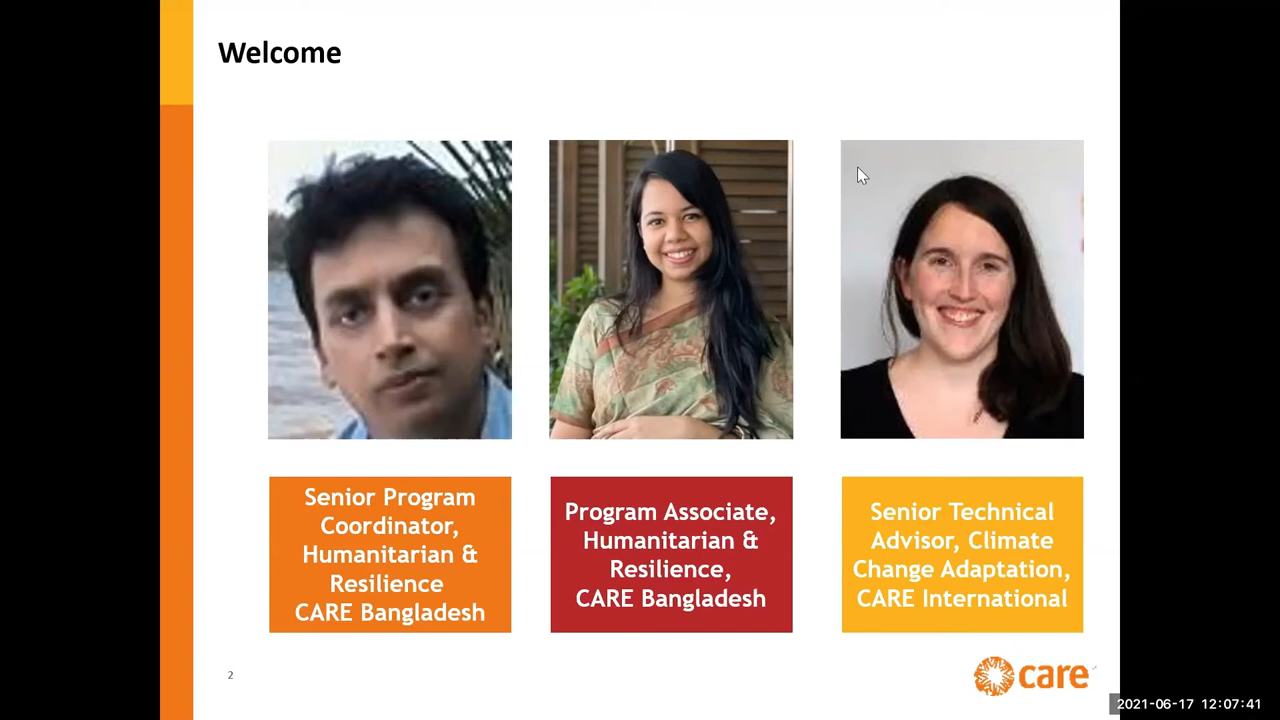 Welcome
Senior Program
Coordinator,
Humanitarian &
Resilience
CARE Bangladesh
Program Associate,
Humanitarian &
Resilience,
CARE Bangladesh
Senior Technical
Advisor, Climate
Change Adaptation,
CARE International
2
care
2021-06-17 12:07:41